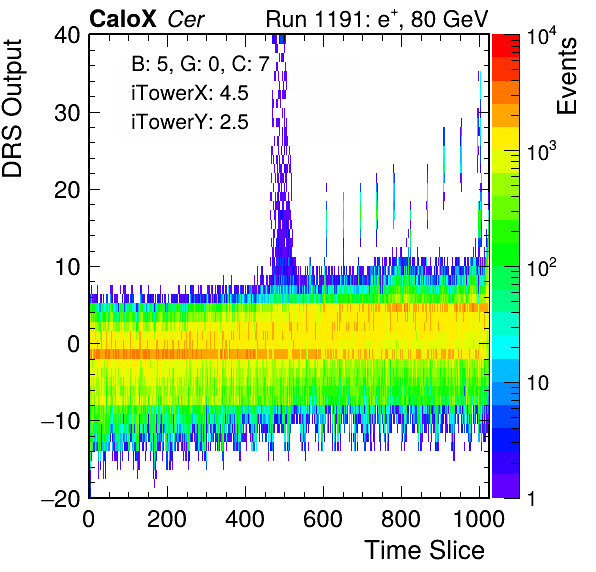 CaloX Cer Run 1191: e+, 80 GeV
B: 5, G: 0, C: 7
iTowerX: 4.5
iTowerY: 2.5
DRS Output
40
30
20
10
0
−10
−20
0 200 400 600 800 1000
Time Slice
Events
10^4
10^3
10^2
10
1